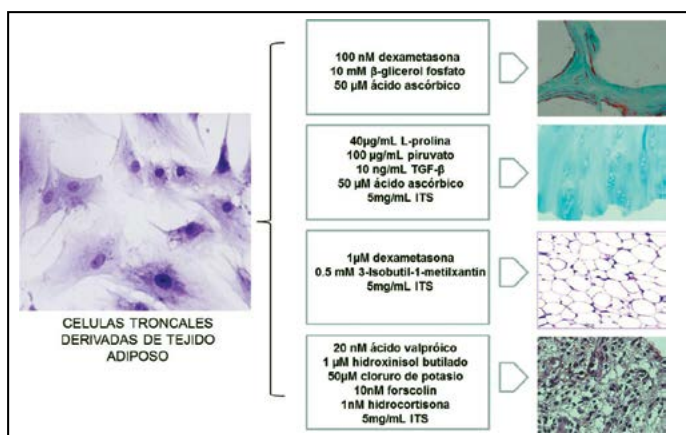 CELULAS TRONCALES
DERIVADAS DE TEJIDO
ADIPOSO
100 nM dexametasona
10 mM β-glicerol fosfato
50 µM ácido ascórbico
40µg/mL L-prolina
100 µg/mL piruvato
10 ng/mL TGF-β
50 µM ácido ascórbico
5mg/mL ITS
1µM dexametasona
0.5 mM 3-Isobutil-1-metilxantin
5mg/mL ITS
20 nM ácido valpróico
1 µM hidroxinisol butilado
50µM cloruro de potasio
10nM forscolin
1nM hidrocortisona
5mg/mL ITS